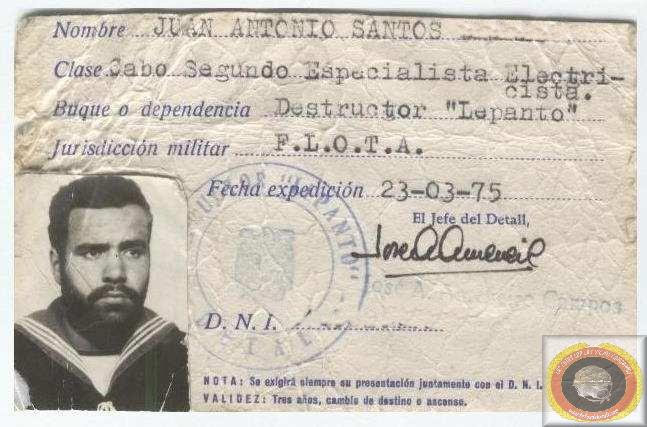 Nombre JUAN ANTONIO SANTOS
Clase Cabo Segundo Especialista Electri-
cista.
Buque o dependencia Destructor "Lepanto"
Jurisdicción militar F.L.O.T.A.
Fecha expedición 23-03-75
El Jefe del Detall,
José A.
Campos
D. N. I.
NOTA: Se exigirá siempre su presentación juntamente con el D. N. I.
VALIDEZ: Tres años, cambio de destino o ascenso.